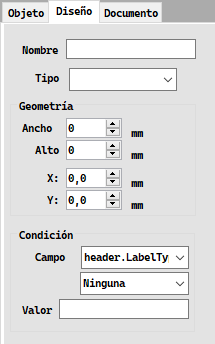 Objeto Diseño Documento
Nombre
Tipo
Geometría
Ancho 0 mm
Alto 0 mm
X: 0,0 mm
Y: 0,0 mm
Condición
Campo header.LabelTy
Ninguna
Valor